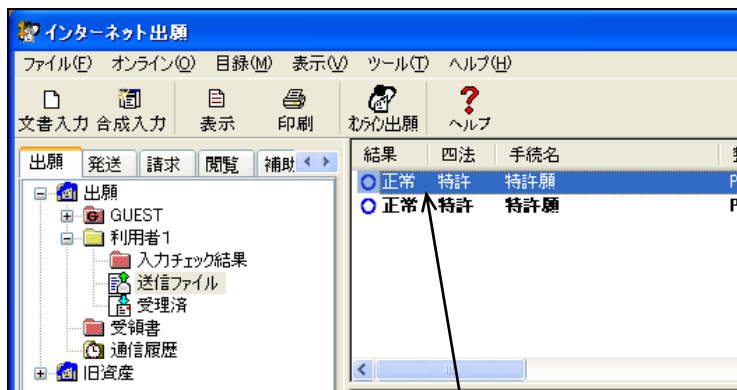 インターネット出願
ファイル(F) オンライン(O) 目録(M) 表示(V) ツール(T) ヘルプ(H)
文書入力 合成入力 表示 印刷 オンライン出願 ヘルプ
出願 発送 請求 閲覧 補助
結果 四法 手続名
正常 特許 特許願
正常 特許 特許願
出願
GUEST
利用者1
入力チェック結果
送信ファイル
受理済
受領書
通信履歴
旧資産